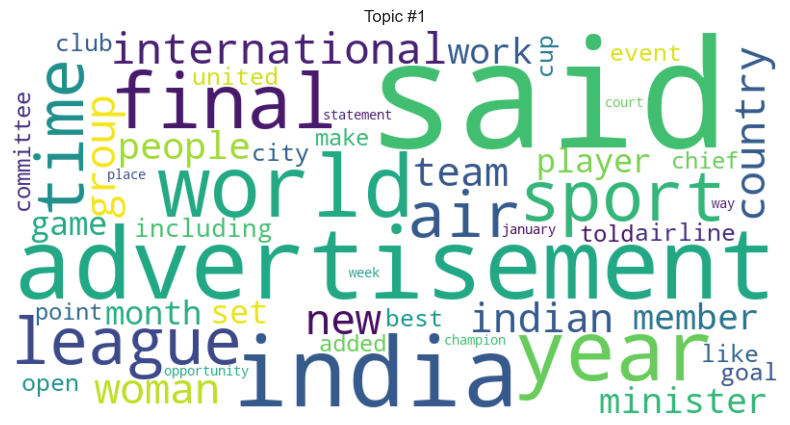 Topic #1
club
international
work
cup
event
united
final
said
country
time
committee
group
statement
court
people
make
city
place
world
team
player
chief
air
sport
way
game
including
january
told
airline
advertisement
week
point
month
set
new
best
indian
member
league
india
year
added
champion
like
goal
open
woman
opportunity
minister